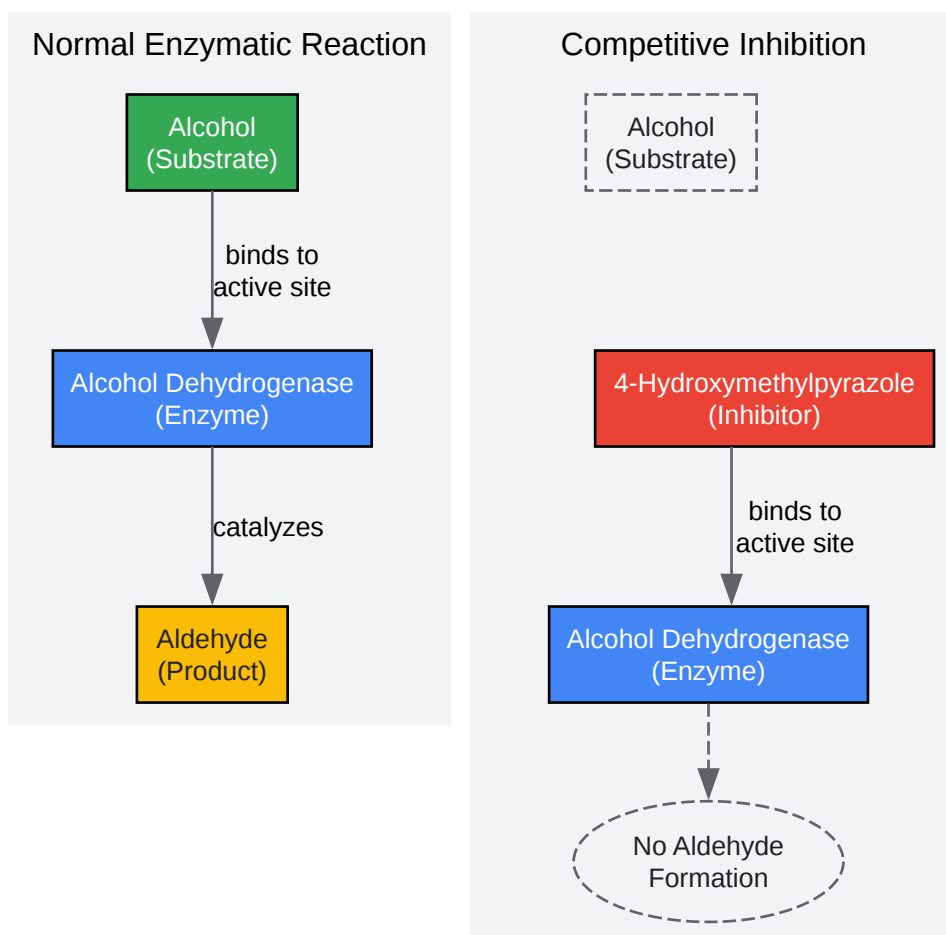 Normal Enzymatic Reaction
Alcohol
(Substrate)
binds to
active site
Alcohol Dehydrogenase
(Enzyme)
catalyzes
Aldehyde
(Product)
Competitive Inhibition
Alcohol
(Substrate)
4-Hydroxymethylpyrazole
(Inhibitor)
binds to
active site
Alcohol Dehydrogenase
(Enzyme)
No Aldehyde
Formation